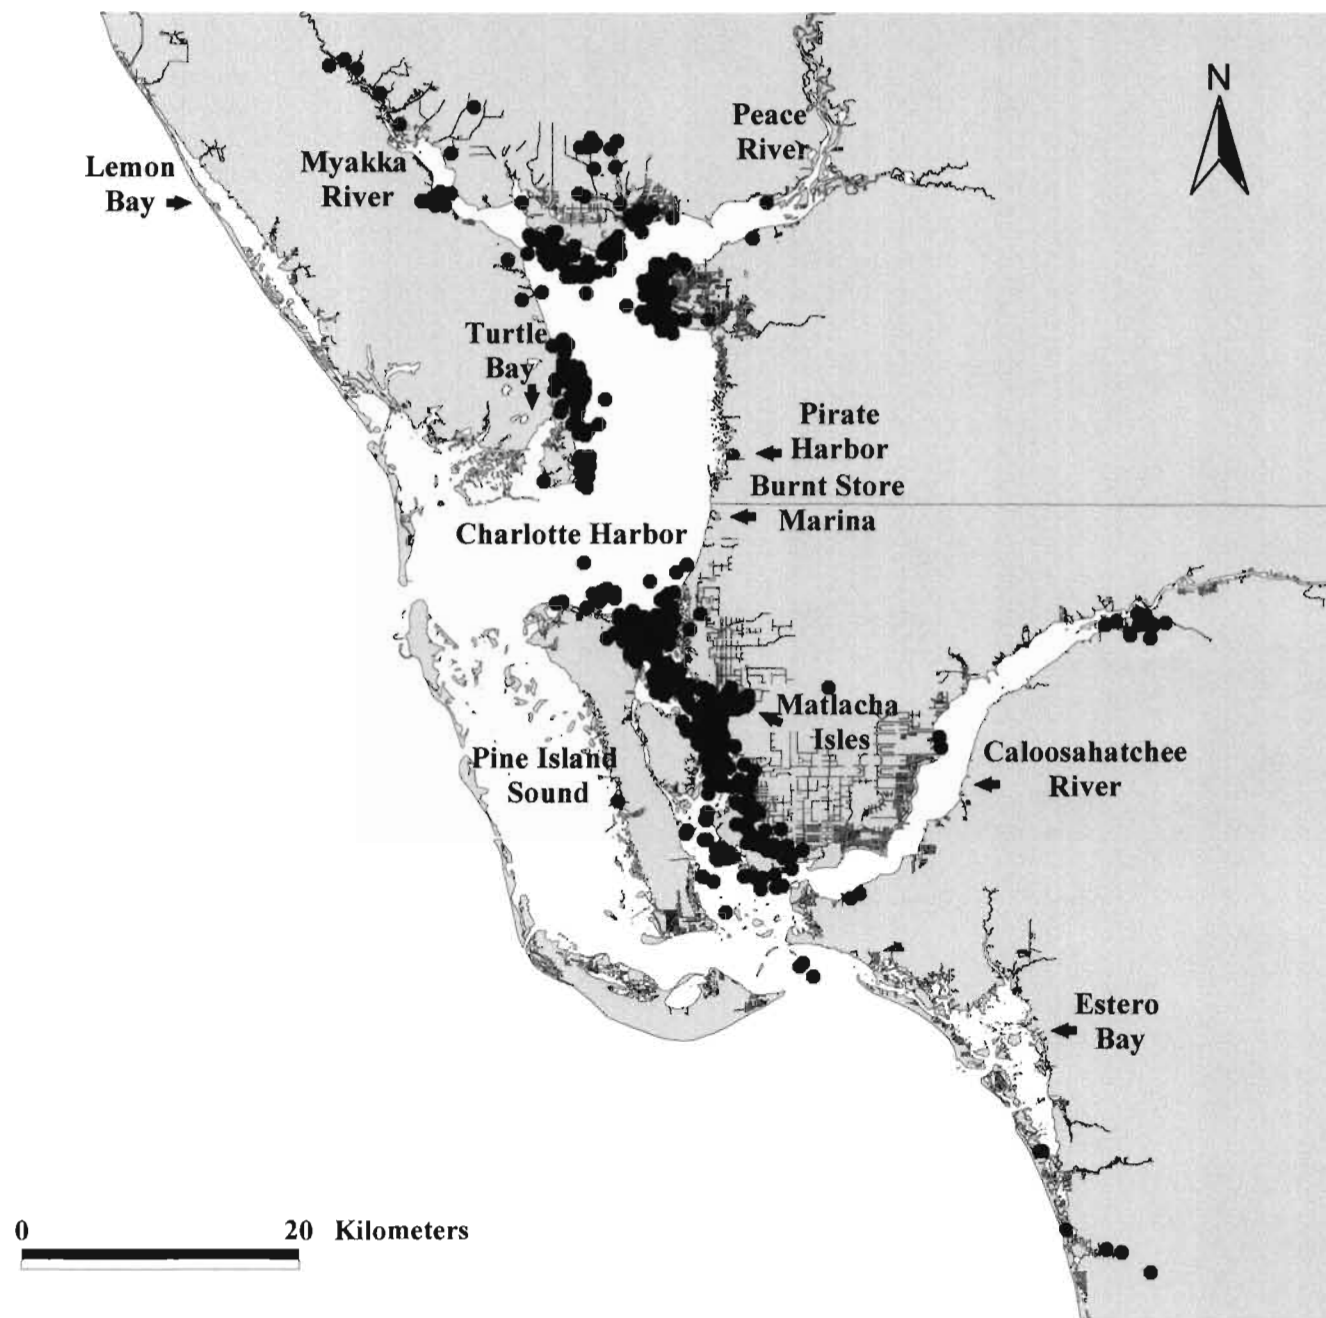 N
Peace
River
Lemon
Bay
Myakka
River
Turtle
Bay
Pirate
Harbor
Burnt Store
Marina
Charlotte Harbor
Matlacha
Isles
Pine Island
Sound
Caloosahatchee
River
Estero
Bay
0 20 Kilometers